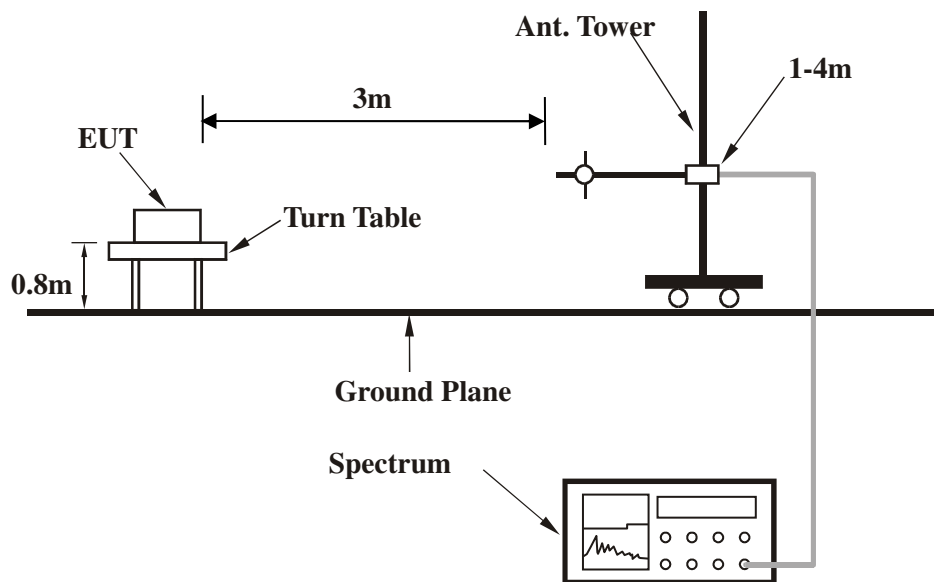 Ant. Tower
1-4m
3m
EUT
Turn Table
0.8m
Ground Plane
Spectrum